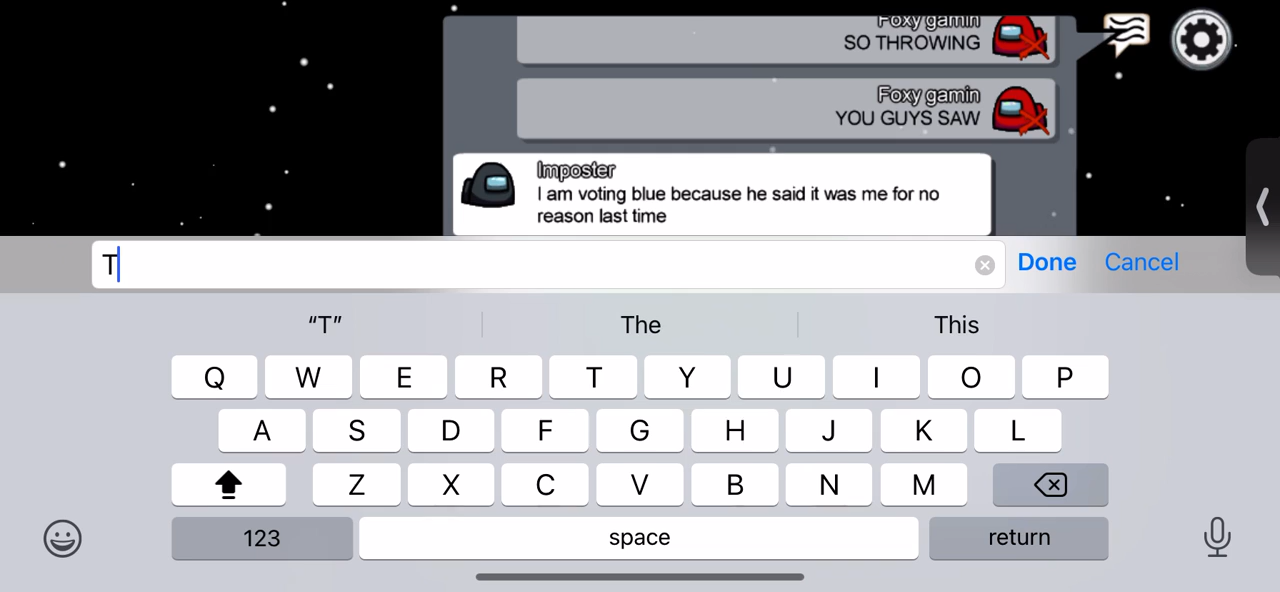 Foxy gamin
SO THROWING
Foxy gamin
YOU GUYS SAW
Imposter
I am voting blue because he said it was me for no
reason last time
T
Done
Cancel
“T”
The
This
Q W E R T Y U I O P
A S D F G H J K L
Z X C V B N M
123
space
return